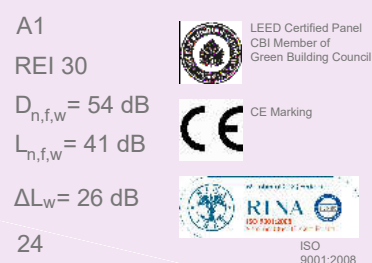 A1
REI 30
Dn,f,w= 54 dB
Ln,f,w= 41 dB
ΔLw= 26 dB
24
LEED Certified Panel
CBI Member of
Green Building Council
CE Marking
CE
RINA
ISO 9001:2008
ISO
9001:2008